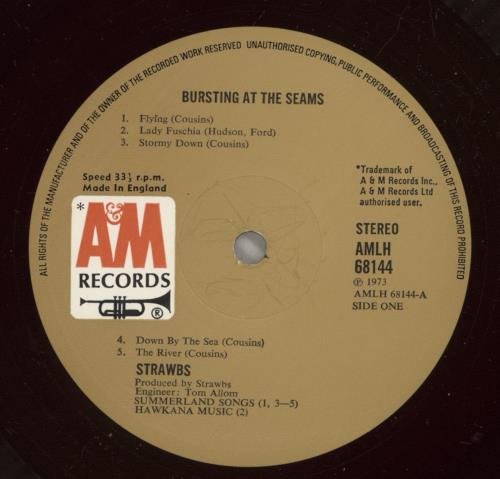 ALL RIGHTS OF THE MANUFACTURER AND OF THE OWNER OF THE RECORDED WORK RESERVED UNAUTHORISED COPYING, PUBLIC PERFORMANCE AND BROADCASTING OF THIS RECORD PROHIBITED
BURSTING AT THE SEAMS
1. Flying (Cousins)
2. Lady Fuschia (Hudson, Ford)
3. Stormy Down (Cousins)
Speed 33⅓ r.p.m.
Made In England
*Trademark of
A & M Records Inc.,
A & M Records Ltd
authorised user.
* A&M
RECORDS
®
STEREO
AMLH
68144
℗ 1973
AMLH 68144-A
SIDE ONE
4. Down By The Sea (Cousins)
5. The River (Cousins)
STRAWBS
Produced by Strawbs
Engineer: Tom Allom
SUMMERLAND SONGS (1, 3—5)
HAWKANA MUSIC (2)